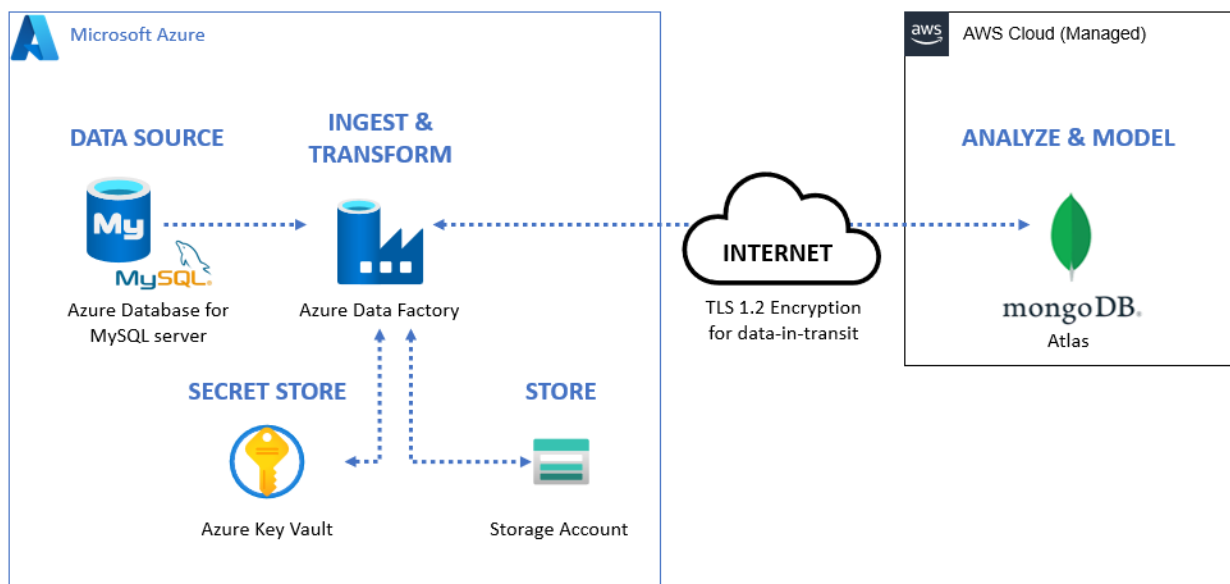 Microsoft Azure
aws
AWS Cloud (Managed)
DATA SOURCE
INGEST &
TRANSFORM
ANALYZE & MODEL
My
MySQL®
Azure Database for
MySQL server
Azure Data Factory
INTERNET
TLS 1.2 Encryption
for data-in-transit
mongoDB®
Atlas
SECRET STORE
STORE
Azure Key Vault
Storage Account